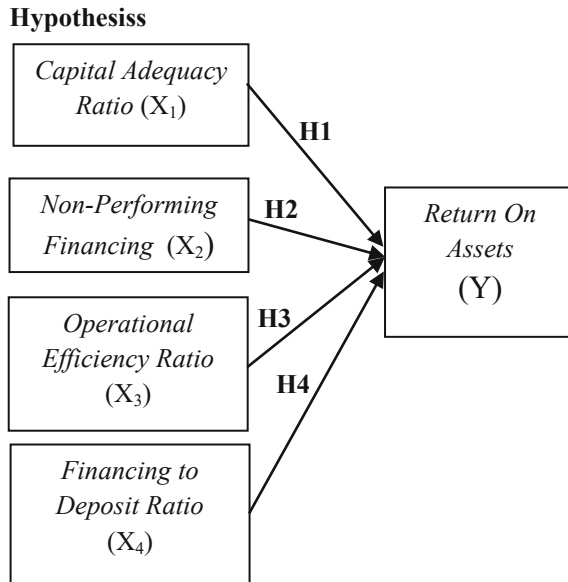 Hypothesiss
Capital Adequacy
Ratio (X₁)
H1
Non-Performing
Financing (X₂)
H2
Return On
Assets
(Y)
Operational
Efficiency Ratio
(X₃)
H3
H4
Financing to
Deposit Ratio
(X₄)